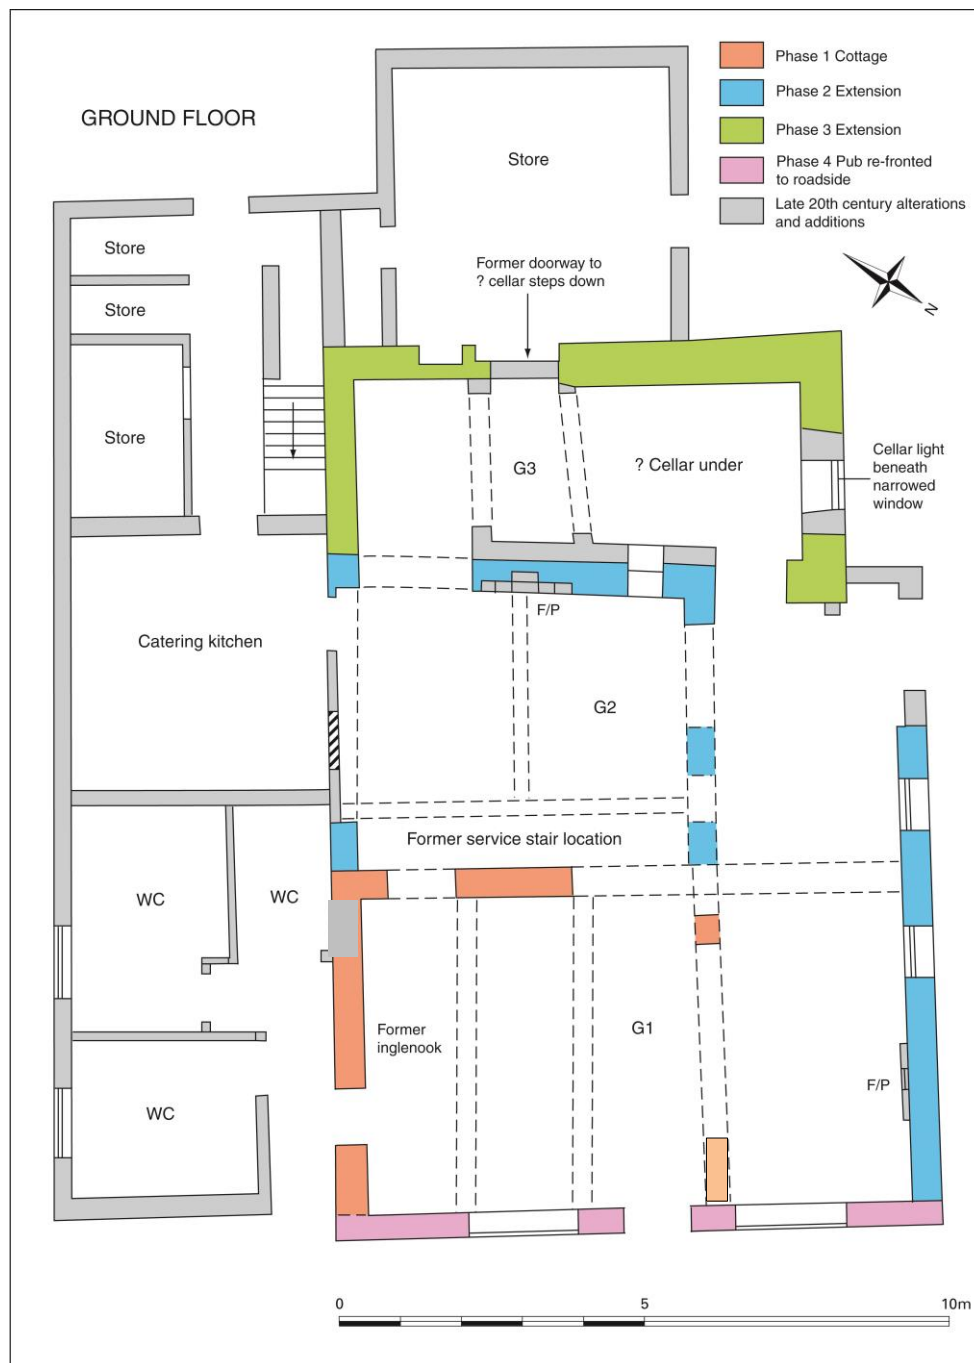 GROUND FLOOR
Phase 1 Cottage
Phase 2 Extension
Phase 3 Extension
Phase 4 Pub re-fronted
to roadside
Late 20th century alterations
and additions
N
Store
Former doorway to
? cellar steps down
Store
Store
Store
G3
? Cellar under
Cellar light
beneath
narrowed
window
F/P
Catering kitchen
G2
Former service stair location
WC
WC
G1
Former
inglenook
F/P
WC
0
5
10m